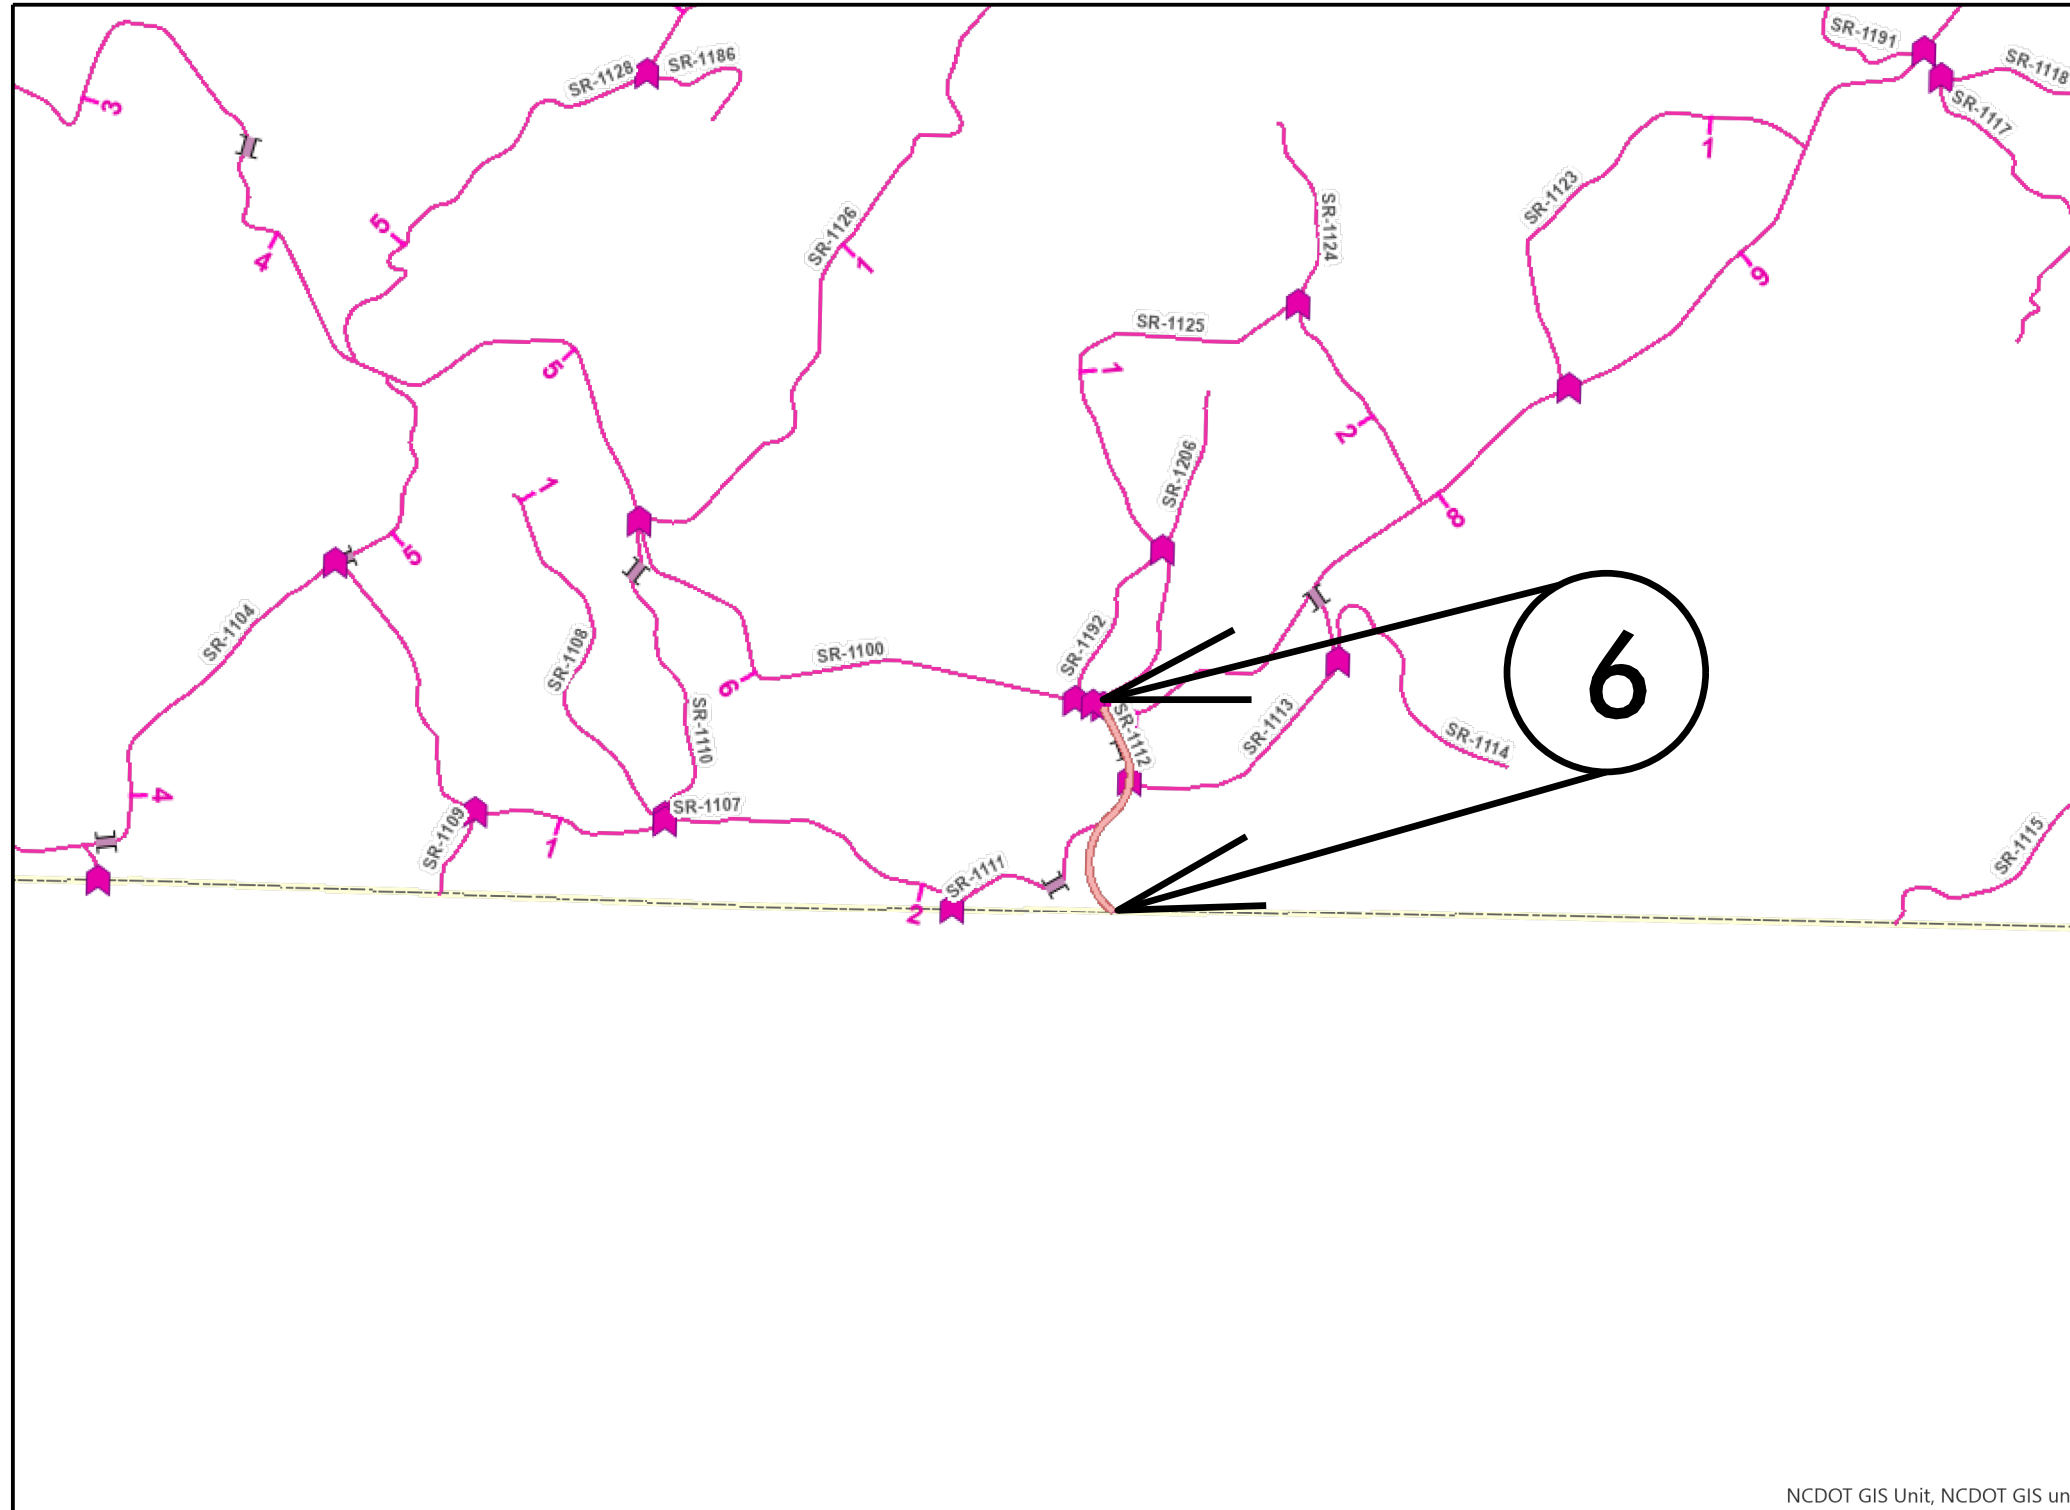 SR-1191
SR-1128
SR-1186
SR-1118
3
SR-1117
1
SR-1123
5
SR-1126
SR-1124
4
1
9
SR-1125
5
1
2
SR-1206
1
8
5
SR-1104
SR-1108
SR-1192
SR-1100
6
6
SR-1110
SR-1112
SR-1113
SR-1114
4
SR-1107
SR-1109
1
SR-1115
SR-1111
2
NCDOT GIS Unit, NCDOT GIS un